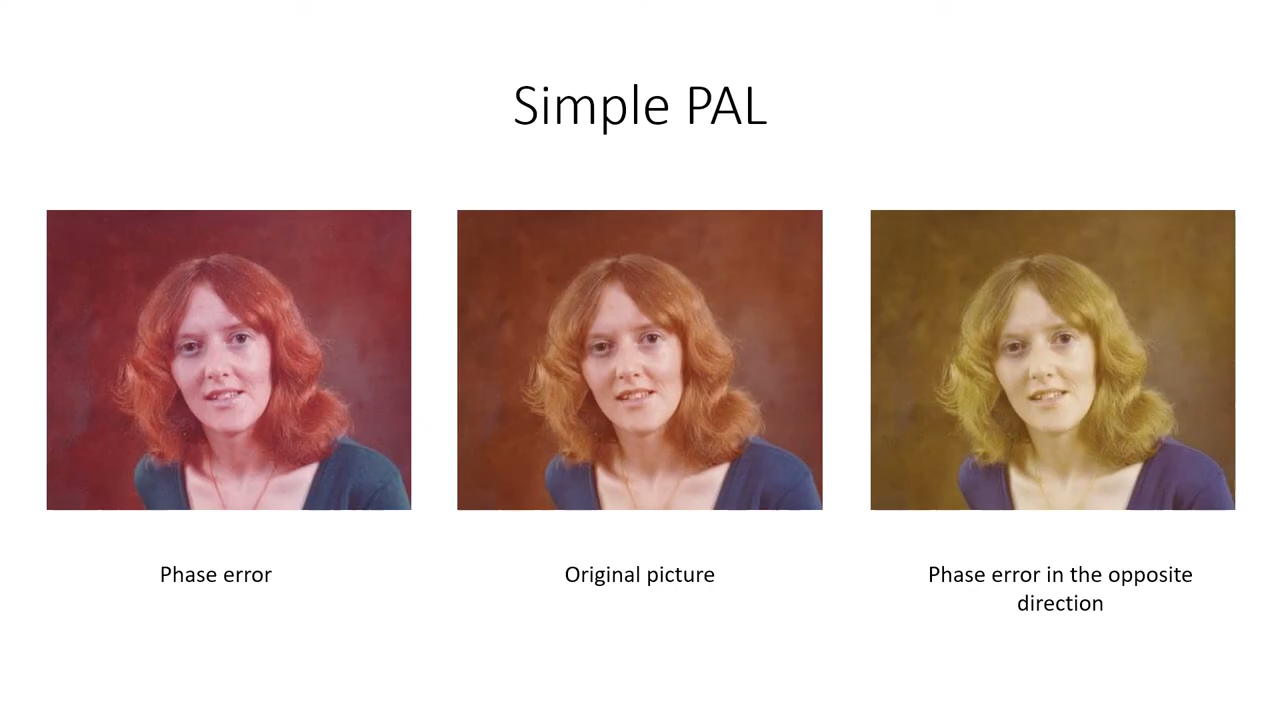 Simple PAL
Phase error
Original picture
Phase error in the opposite
direction